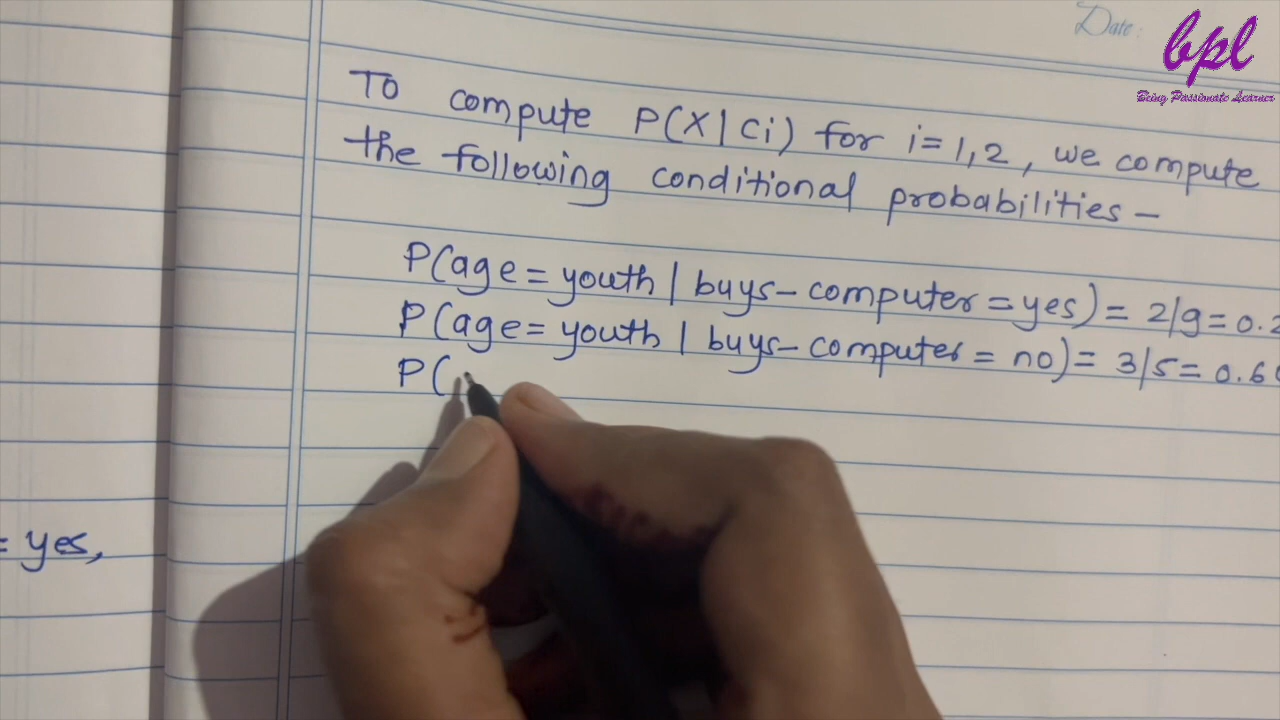 Date:
bpl
Being Passionate Learner
To compute P(X|Ci) for i=1,2, we compute
the following conditional probabilities -
P(age = youth | buys-computer = yes) = 2/9 = 0.2
P(age = youth | buys-computer = no) = 3/5 = 0.60
P(
= yes,